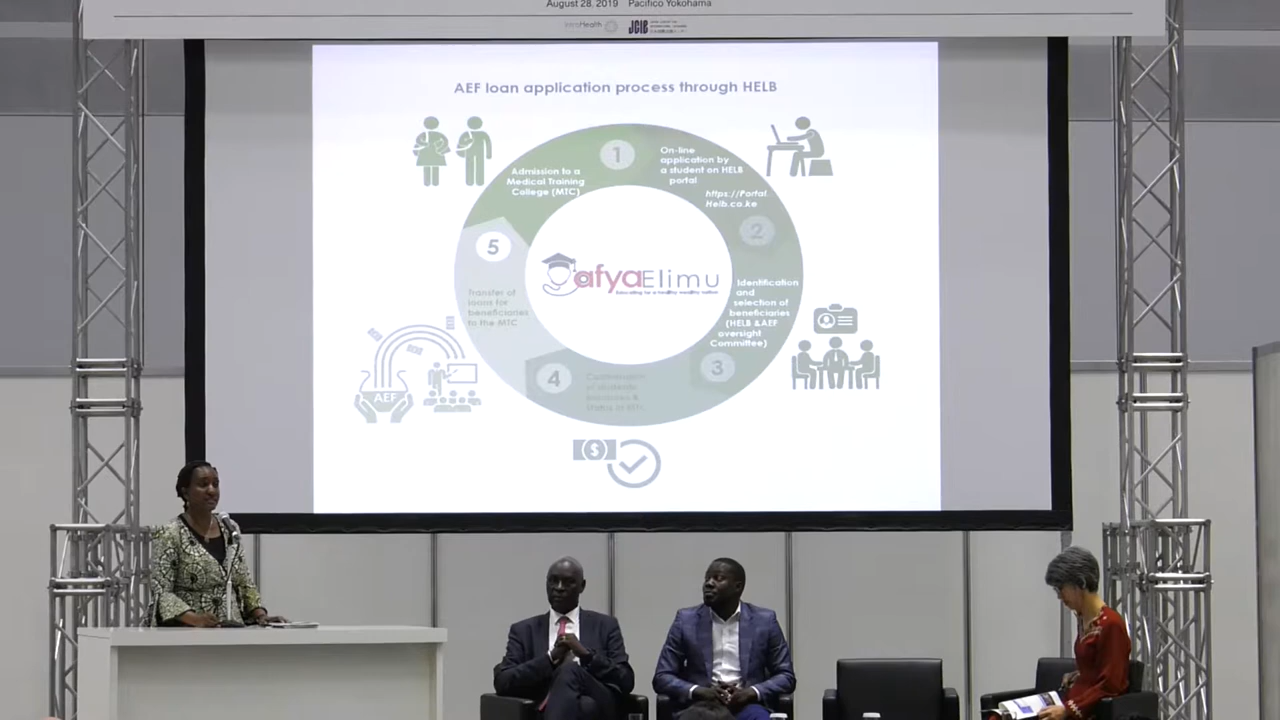 August 28, 2019 Pacifico Yokohama
IntraHealth JCIE
AEF loan application process through HELB
1
Admission to a
Medical Training
College (MTC)
On-line
application by
a student on HELB
portal
https://Portal.
Helb.co.ke
2
Identification
and
selection of
beneficiaries
(HELB &AEF
oversight
Committee)
3
4
5
Transfer of
loans for
beneficiaries
to the MTC
afyaElimu
Educating for a healthy wealthy nation
AEF
$